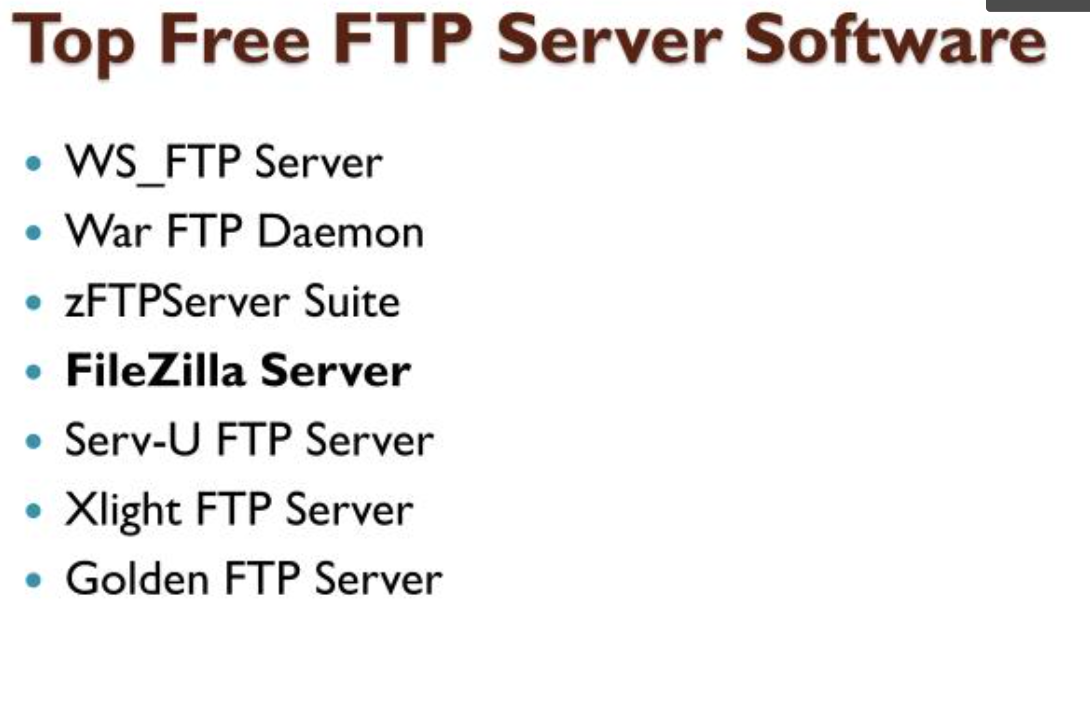 Top Free FTP Server Software
• WS_FTP Server
• War FTP Daemon
• zFTPServer Suite
• FileZilla Server
• Serv-U FTP Server
• Xlight FTP Server
• Golden FTP Server